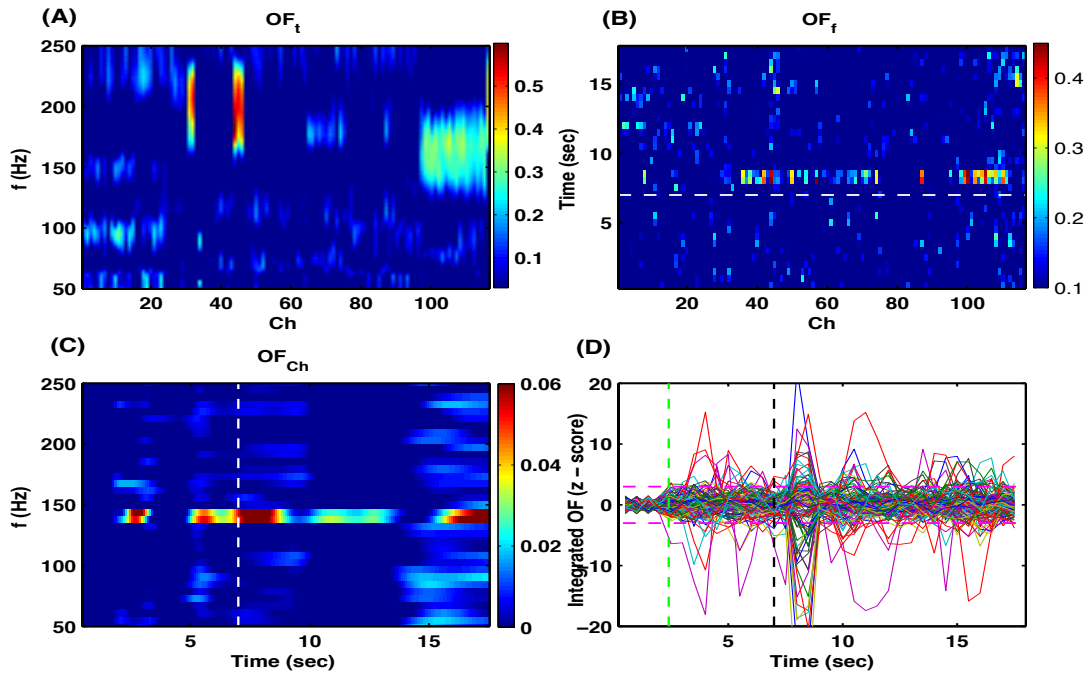 (A)
OF_t
250
200
150
100
50
f (Hz)
20 40 60 80 100
Ch
0.5
0.4
0.3
0.2
0.1
(B)
OF_f
15
10
5
Time (sec)
20 40 60 80 100
Ch
0.4
0.3
0.2
0.1
(C)
OF_Ch
250
200
150
100
50
f (Hz)
5 10 15
Time (sec)
0.06
0.04
0.02
0
(D)
20
10
0
−10
−20
Integrated OF (z − score)
5 10 15
Time (sec)